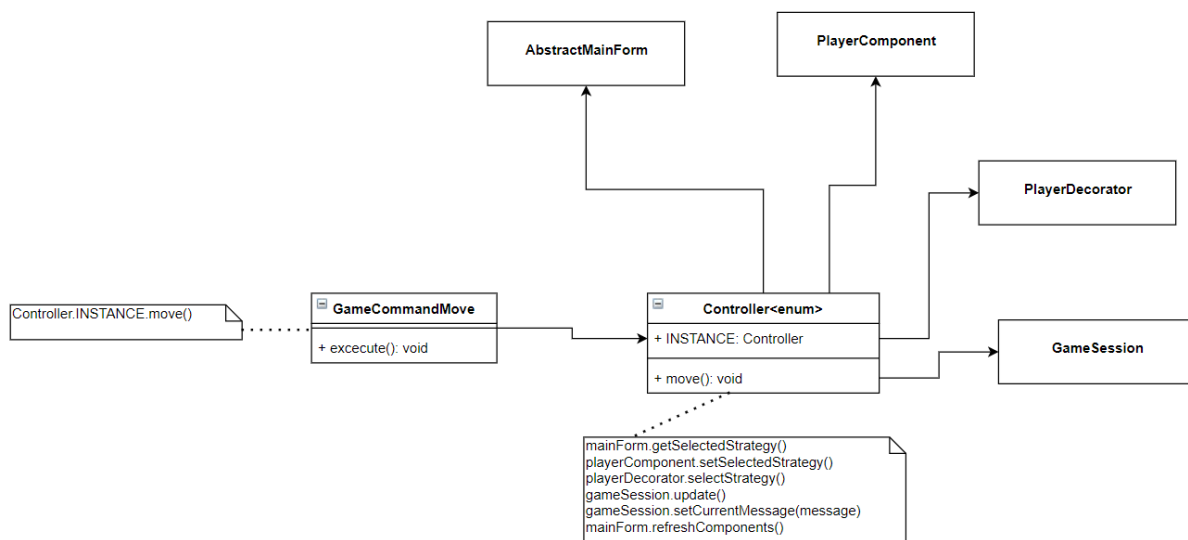 AbstractMainForm
PlayerComponent
PlayerDecorator
Controller.INSTANCE.move()
GameCommandMove
+ excecute(): void
Controller<enum>
+ INSTANCE: Controller
+ move(): void
GameSession
mainForm.getSelectedStrategy()
playerComponent.setSelectedStrategy()
playerDecorator.selectStrategy()
gameSession.update()
gameSession.setCurrentMessage(message)
mainForm.refreshComponents()